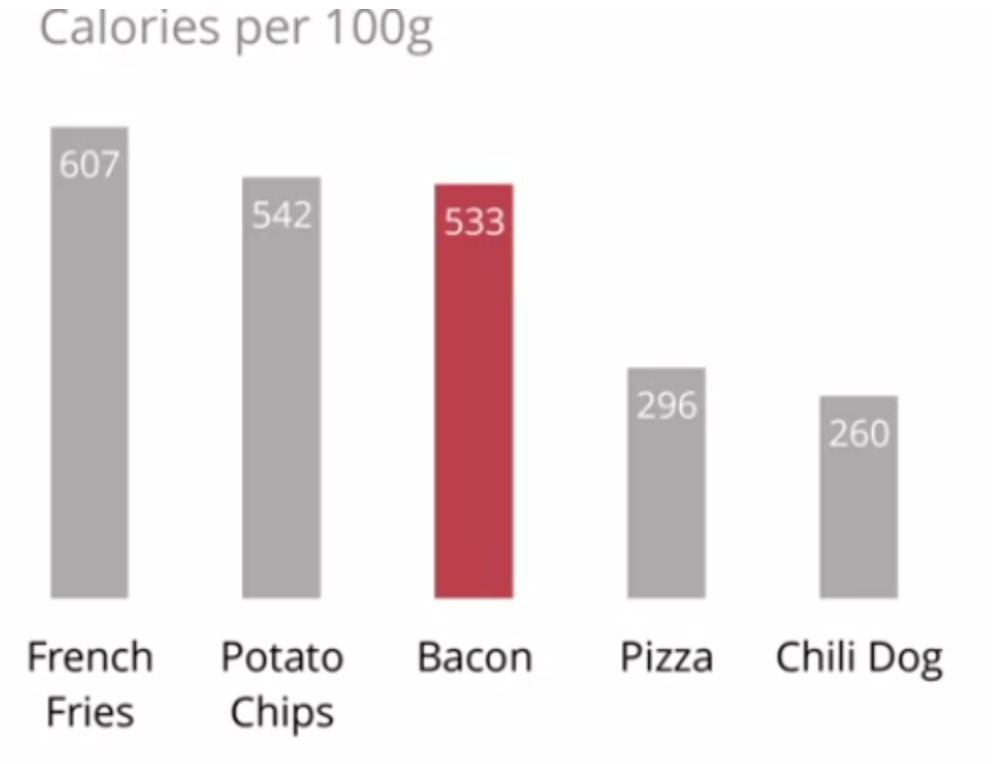 Calories per 100g
607
542
533
296
260
French
Fries
Potato
Chips
Bacon
Pizza
Chili Dog